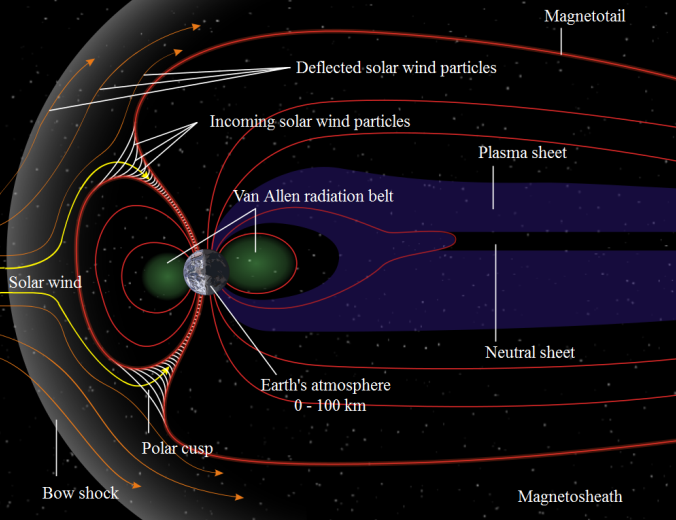 Magnetotail
Deflected solar wind particles
Incoming solar wind particles
Plasma sheet
Van Allen radiation belt
Solar wind
Neutral sheet
Earth's atmosphere
0 - 100 km
Polar cusp
Bow shock
Magnetosheath